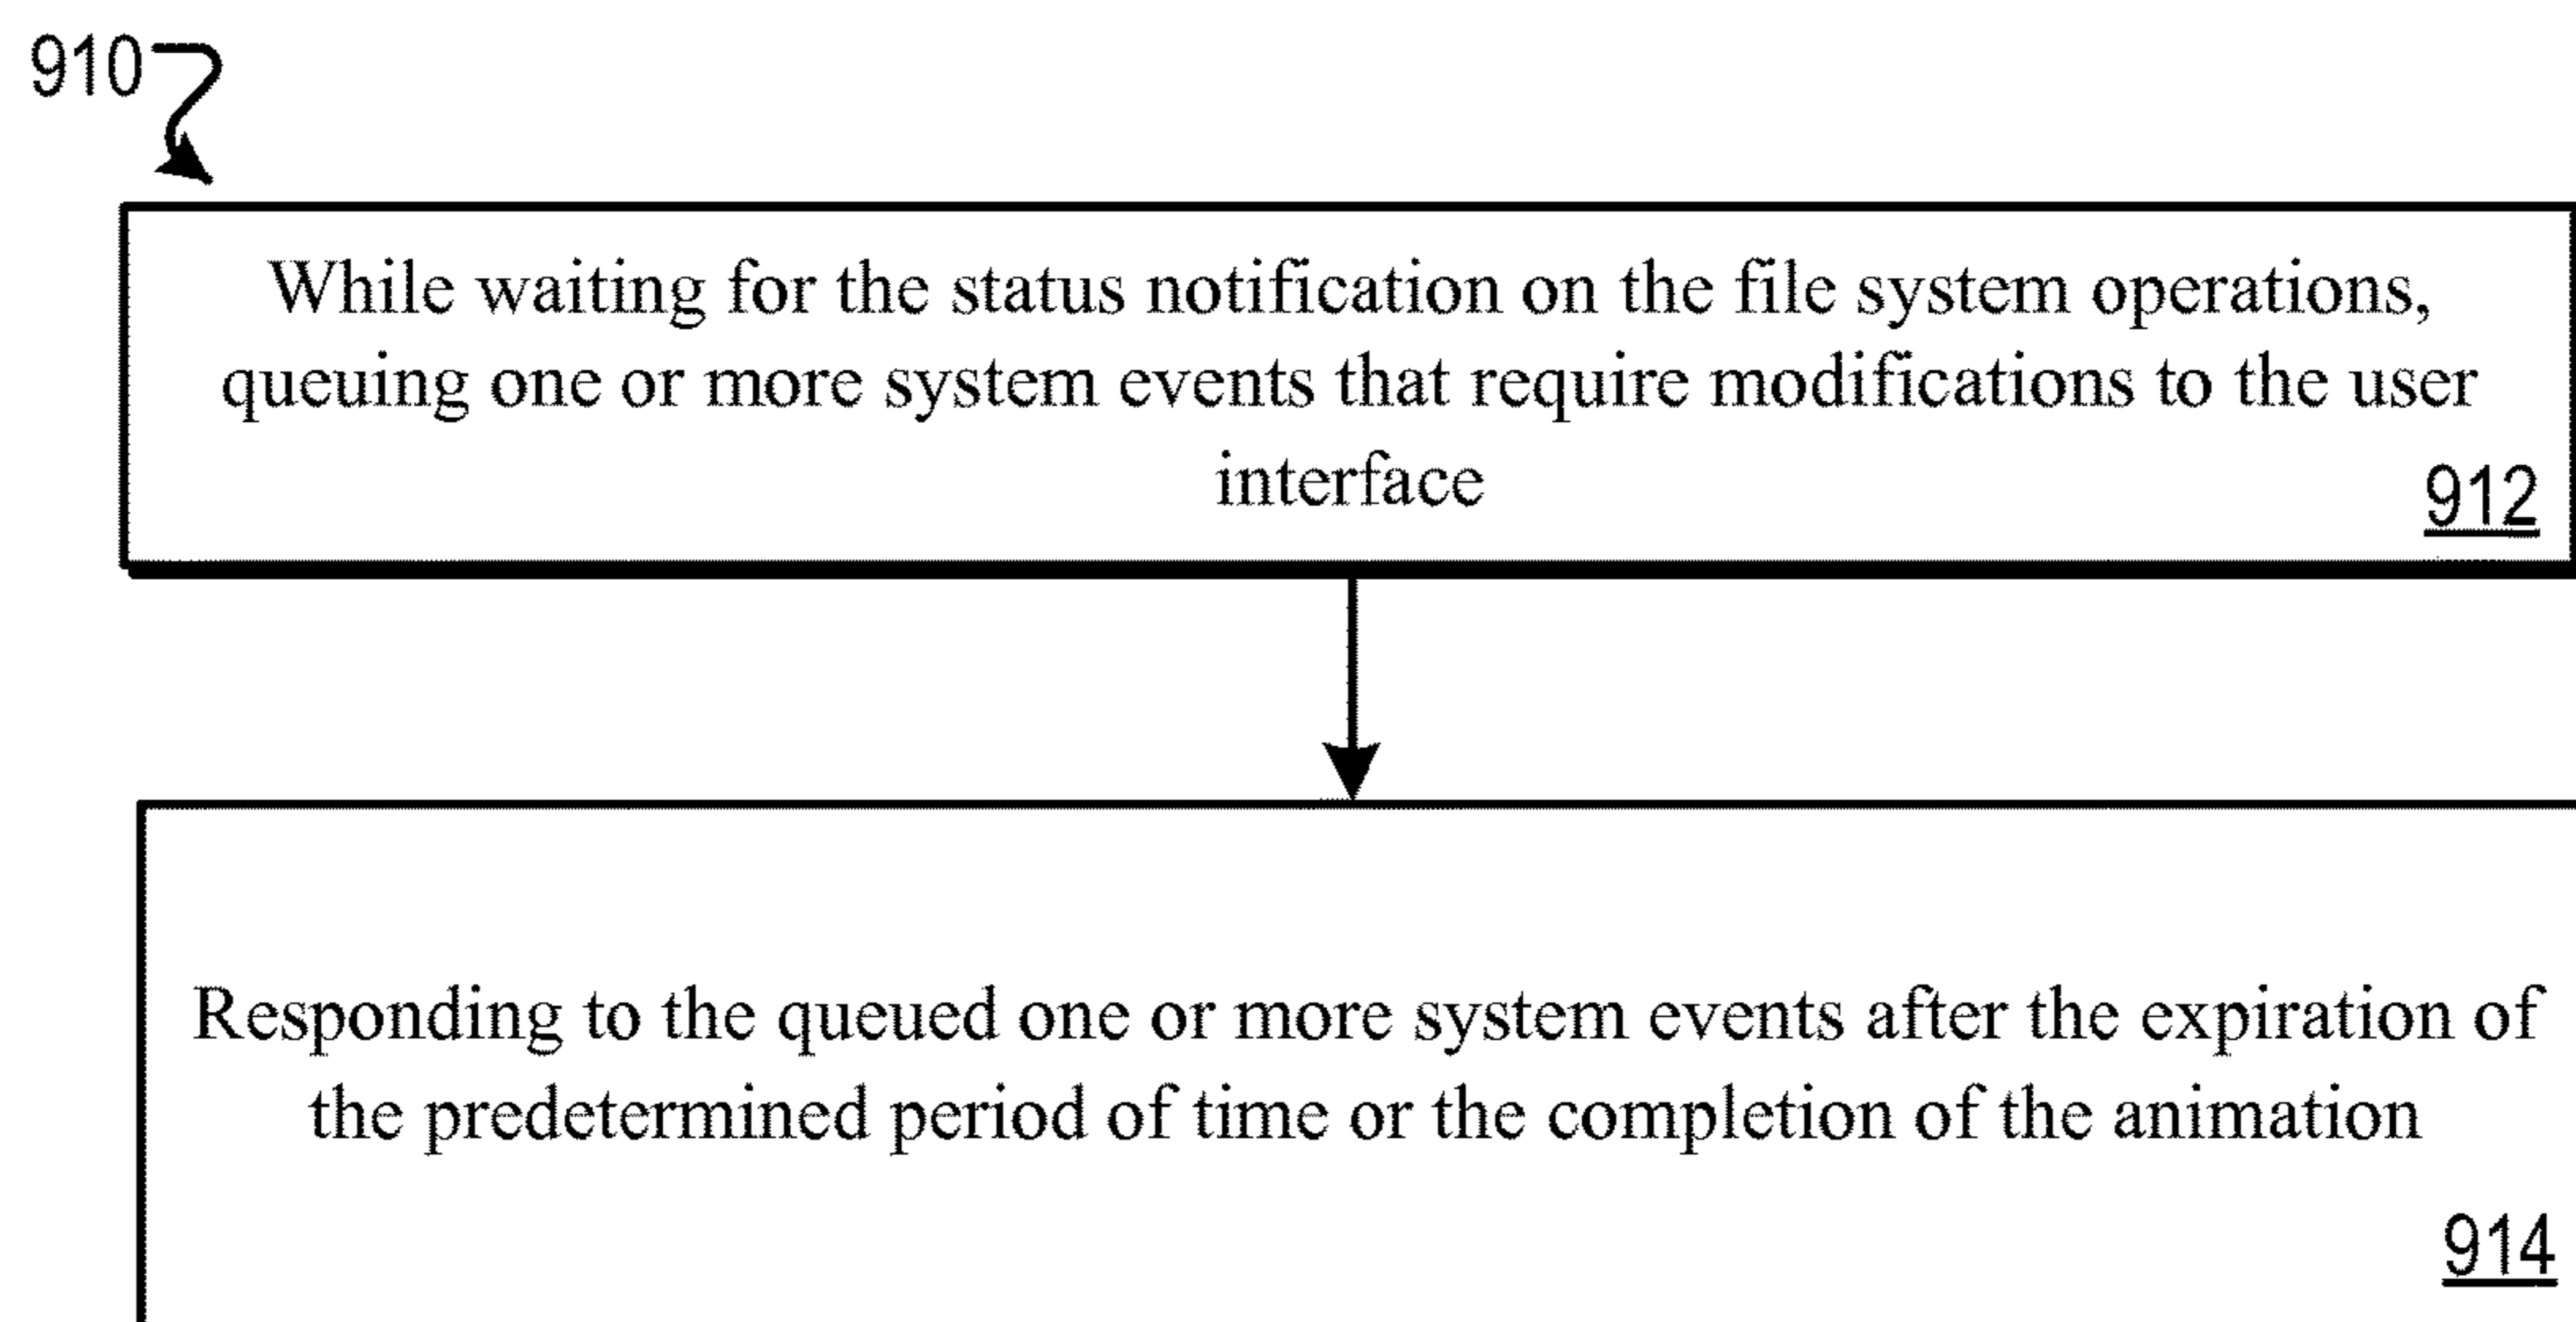 910
While waiting for the status notification on the file system operations,
queuing one or more system events that require modifications to the user
interface
912
Responding to the queued one or more system events after the expiration of
the predetermined period of time or the completion of the animation
914